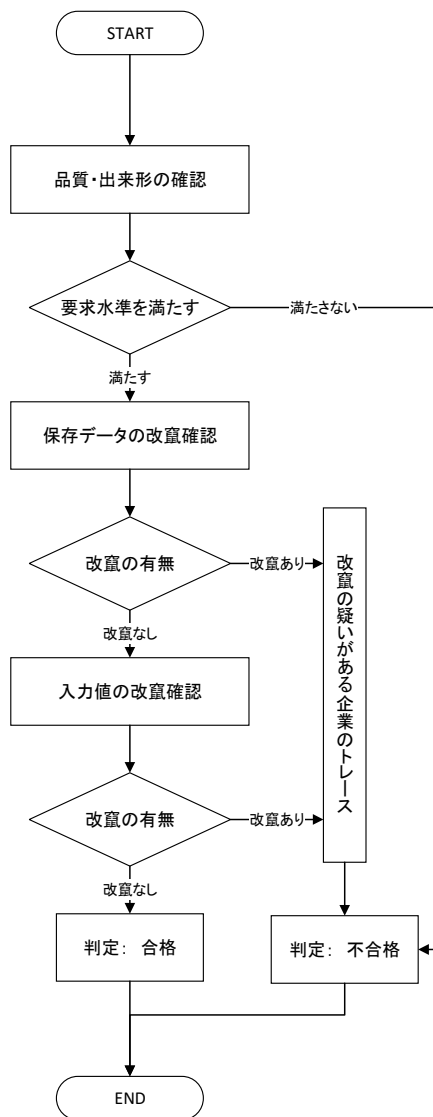 START
品質・出来形の確認
要求水準を満たす
満たさない
満たす
保存データの改竄確認
改竄の有無
改竄あり
改竄の疑いがある企業のトレース
改竄なし
入力値の改竄確認
改竄の有無
改竄あり
改竄なし
判定： 合格
判定： 不合格
END